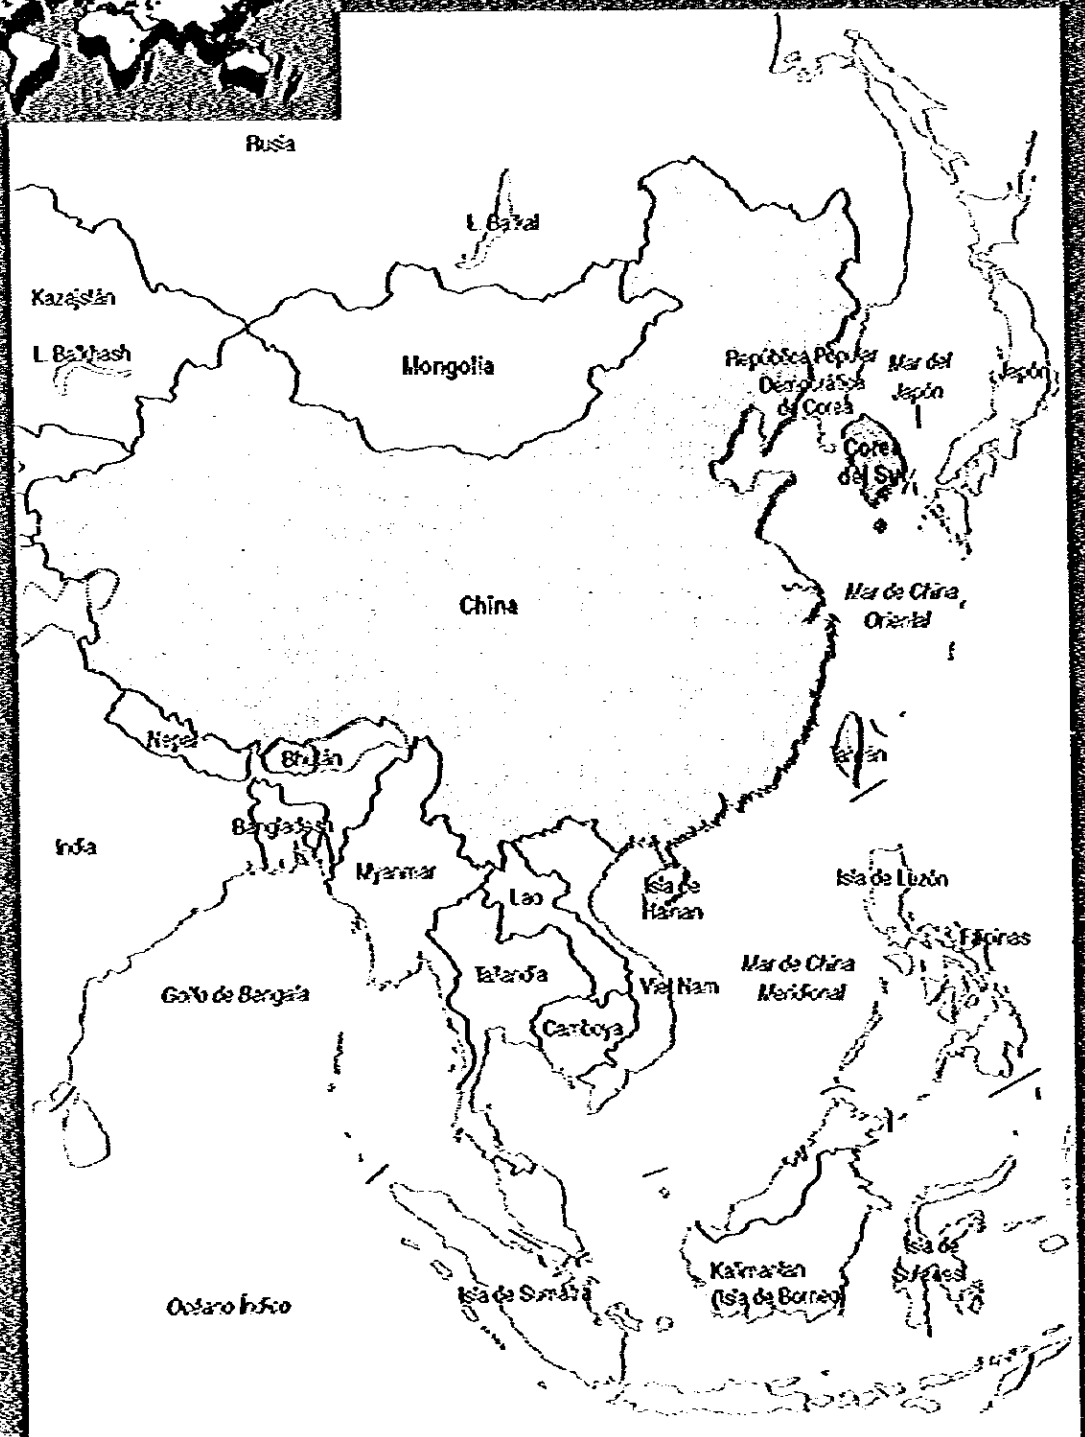 Rusia
L. Baikal
Kazajstán
L. Balkhash
Mongolia
República Popular
Democrática
de Corea
Mar del
Japón
Japón
Corea
del Sur
China
Mar de China
Oriental
Nepal
Bhután
Taiwán
Bangladesh
India
Myanmar
Isla de
Hainan
Isla de Luzón
Lao
Filipinas
Tailandia
Mar de China
Meridional
Viet Nam
Golfo de Bengala
Camboya
Isla de
Kalimantan
(Isla de Borneo)
Isla de Sumatra
Océano Índico